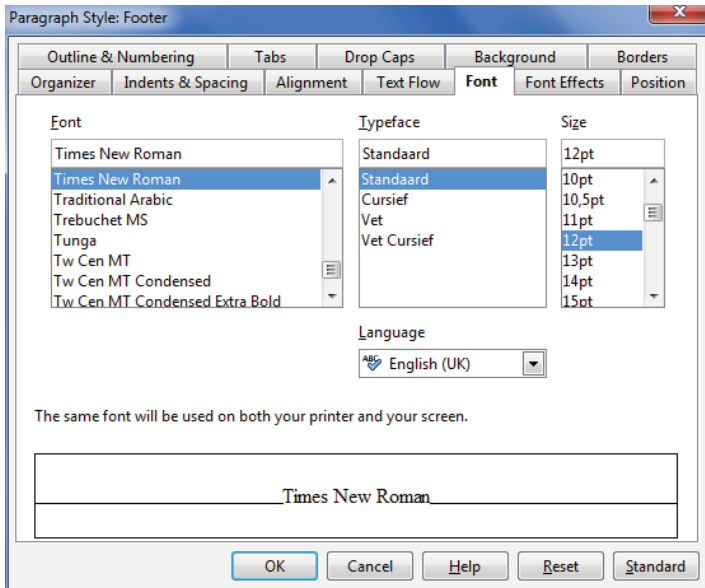 Paragraph Style: Footer
x
Outline & Numbering Tabs Drop Caps Background Borders
Organizer Indents & Spacing Alignment Text Flow Font Font Effects Position
Font Typeface Size
Times New Roman Standaard 12pt
Times New Roman Standaard 10pt
Traditional Arabic Cursief 10,5pt
Trebuchet MS Vet 11pt
Tunga Vet Cursief 12pt
Tw Cen MT 13pt
Tw Cen MT Condensed 14pt
Tw Cen MT Condensed Extra Bold 15pt
Language
ABC English (UK)
The same font will be used on both your printer and your screen.
Times New Roman
OK Cancel Help Reset Standard